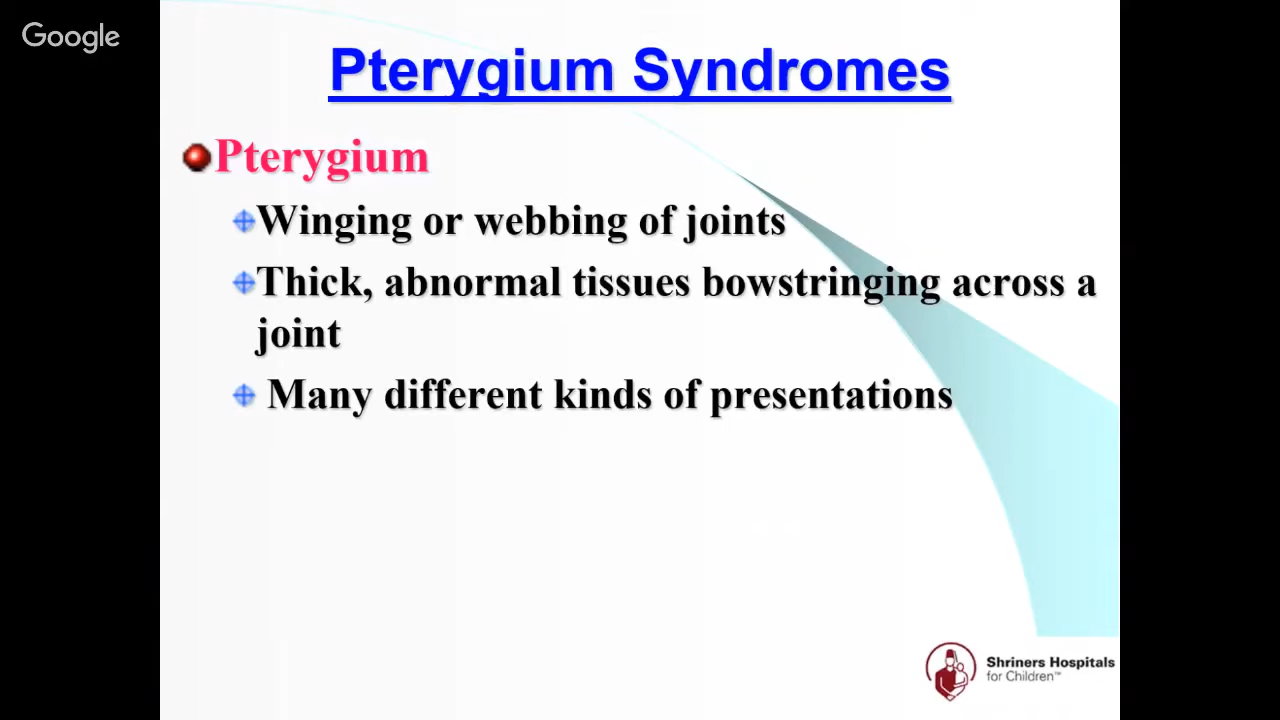 Google
Pterygium Syndromes
Pterygium
Winging or webbing of joints
Thick, abnormal tissues bowstringing across a
joint
Many different kinds of presentations
Shriners Hospitals
for Children™